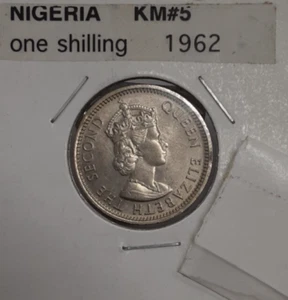 NIGERIA KM#5
one shilling 1962
QUEEN ELIZABETH THE SECOND